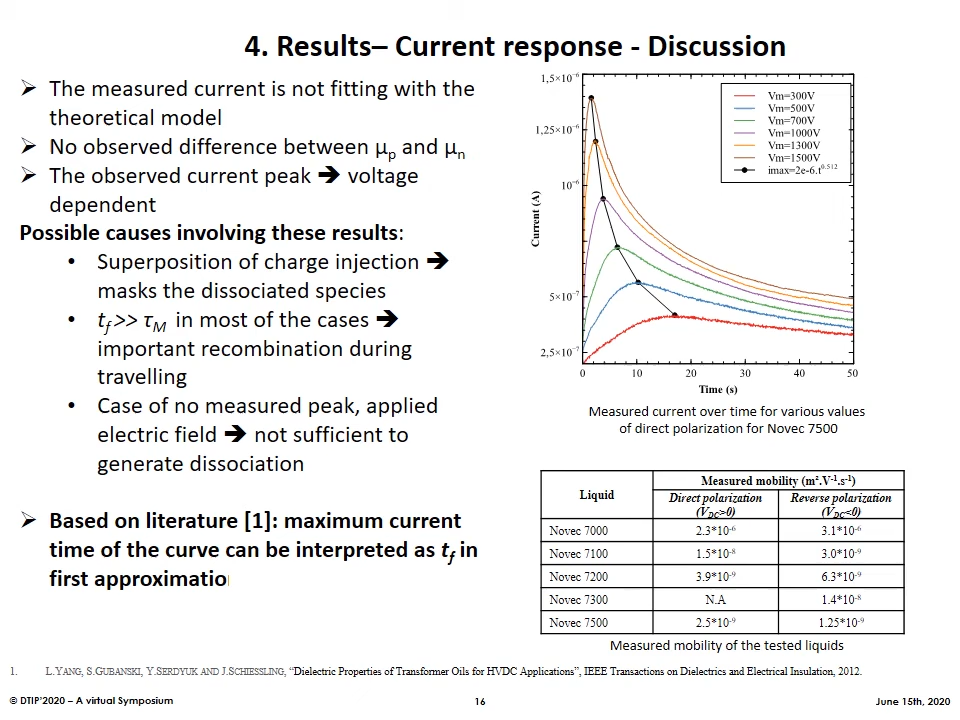 4. Results– Current response - Discussion
➢ The measured current is not fitting with the
theoretical model
➢ No observed difference between μp and μn
➢ The observed current peak 🡺 voltage
dependent
Possible causes involving these results:
• Superposition of charge injection 🡺
masks the dissociated species
• tf >> τM in most of the cases 🡺
important recombination during
travelling
• Case of no measured peak, applied
electric field 🡺 not sufficient to
generate dissociation
➢ Based on literature [1]: maximum current
time of the curve can be interpreted as tf in
first approximatio
1,5×10⁻⁶
1,25×10⁻⁶
10⁻⁶
5×10⁻⁷
2,5×10⁻⁷
Current (A)
0 10 20 30 40 50
Time (s)
Vm=300V
Vm=500V
Vm=700V
Vm=1000V
Vm=1300V
Vm=1500V
imax=2e-6.t^0.512
Measured current over time for various values
of direct polarization for Novec 7500
Liquid
Measured mobility (m².V⁻¹.s⁻¹)
Direct polarization Reverse polarization
(VDC>0) (VDC<0)
Novec 7000 2.3*10⁻⁶ 3.1*10⁻⁶
Novec 7100 1.5*10⁻⁸ 3.0*10⁻⁹
Novec 7200 3.9*10⁻⁹ 6.3*10⁻⁹
Novec 7300 N.A 1.4*10⁻⁸
Novec 7500 2.5*10⁻⁹ 1.25*10⁻⁹
Measured mobility of the tested liquids
1. L.YANG, S.GUBANSKI, Y.SERDYUK AND J.SCHIESSLING, “Dielectric Properties of Transformer Oils for HVDC Applications”, IEEE Transactions on Dielectrics and Electrical Insulation, 2012.
© DTIP’2020 – A virtual Symposium 16 June 15th, 2020